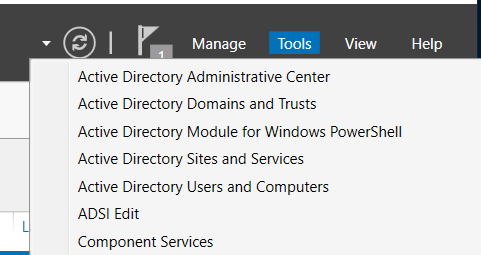 1
Manage Tools View Help
Active Directory Administrative Center
Active Directory Domains and Trusts
Active Directory Module for Windows PowerShell
Active Directory Sites and Services
Active Directory Users and Computers
ADSI Edit
L
Component Services